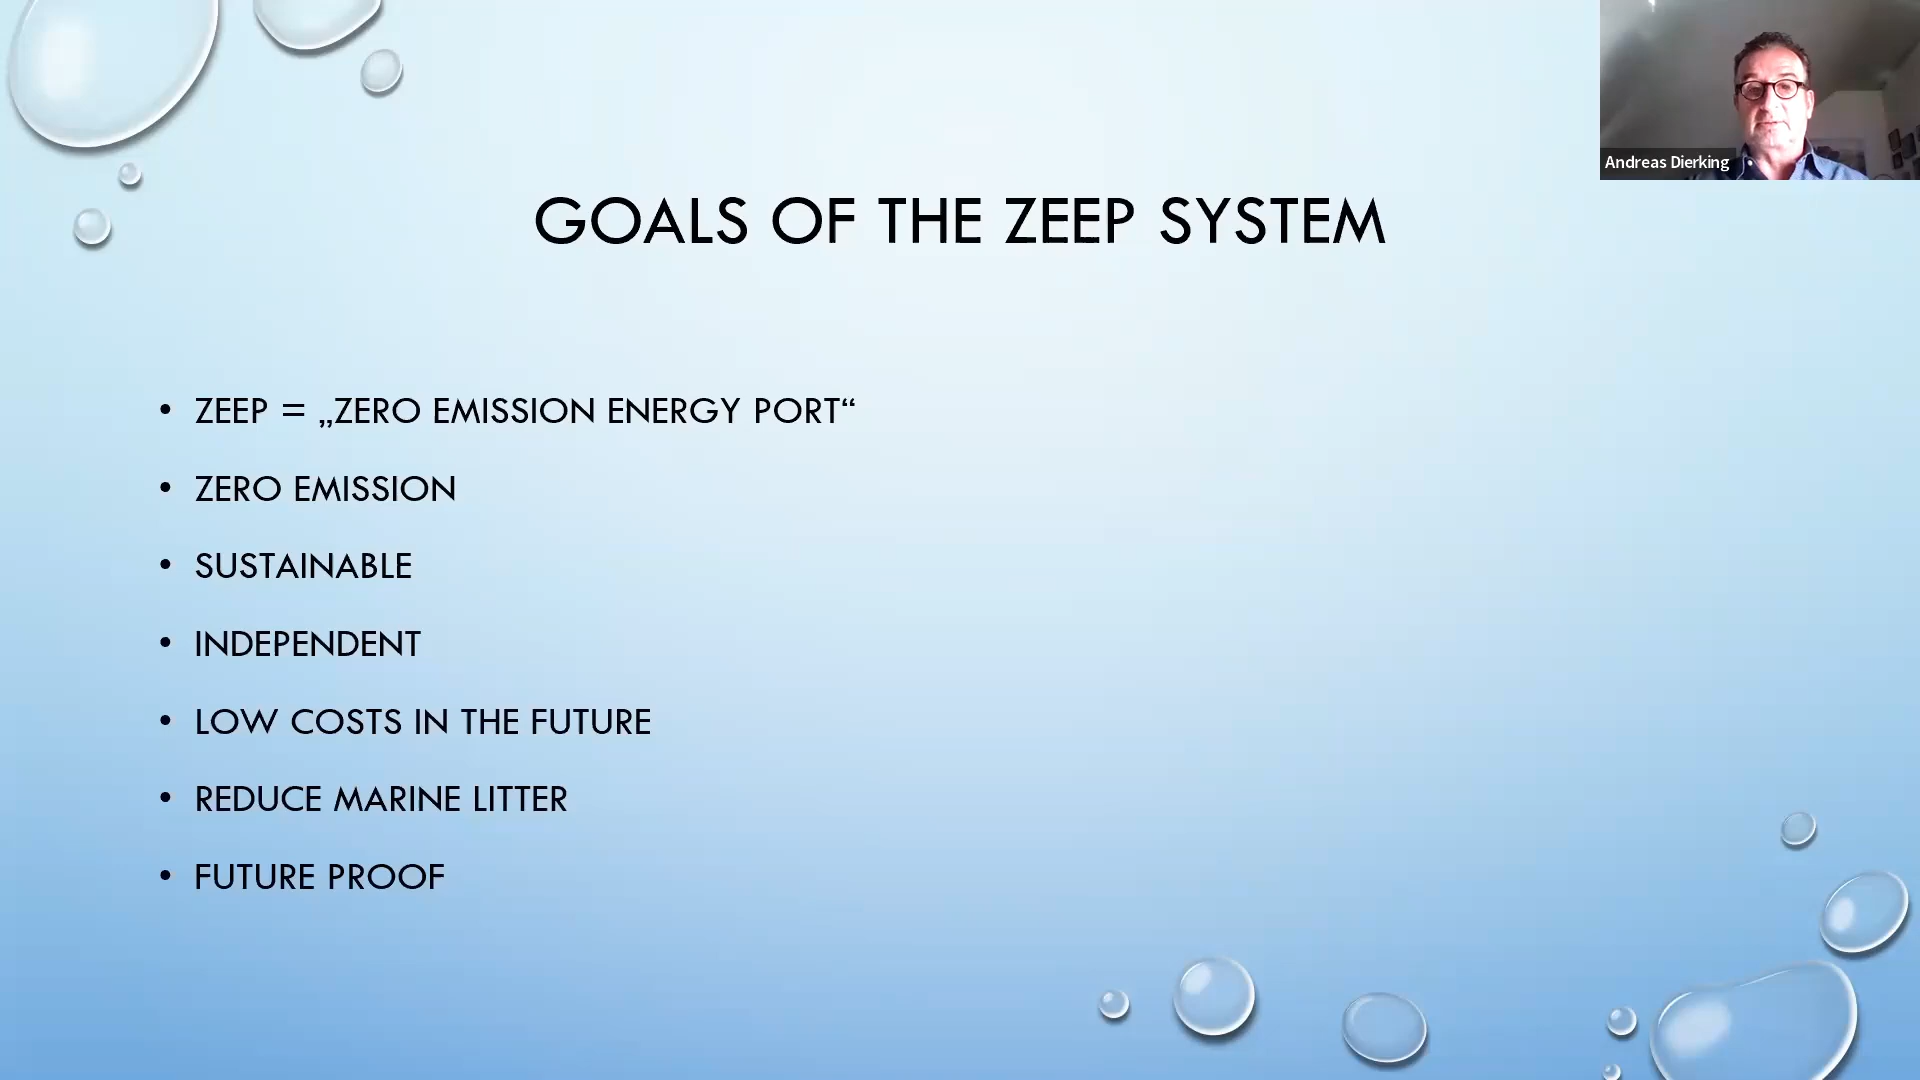 Andreas Dierking
GOALS OF THE ZEEP SYSTEM
• ZEEP = „ZERO EMISSION ENERGY PORT“
• ZERO EMISSION
• SUSTAINABLE
• INDEPENDENT
• LOW COSTS IN THE FUTURE
• REDUCE MARINE LITTER
• FUTURE PROOF